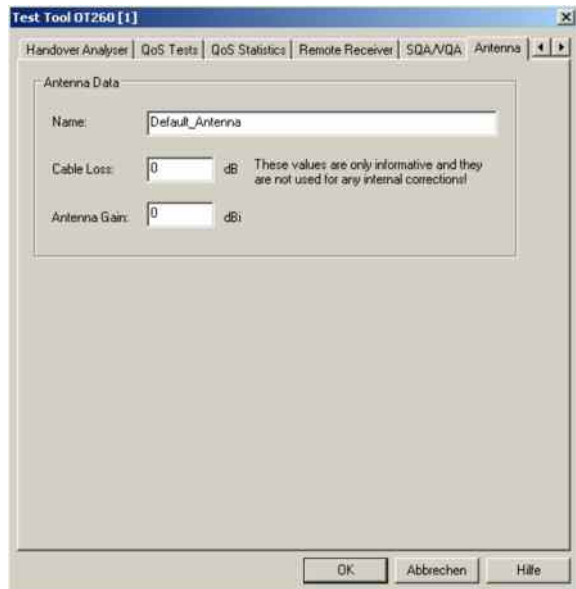 Test Tool OT260 [1]
Handover Analyser QoS Tests QoS Statistics Remote Receiver SQA/VQA Antenna
Antenna Data
Name: Default_Antenna
Cable Loss: 0 dB These values are only informative and they
are not used for any internal corrections!
Antenna Gain: 0 dBi
OK Abbrechen Hilfe